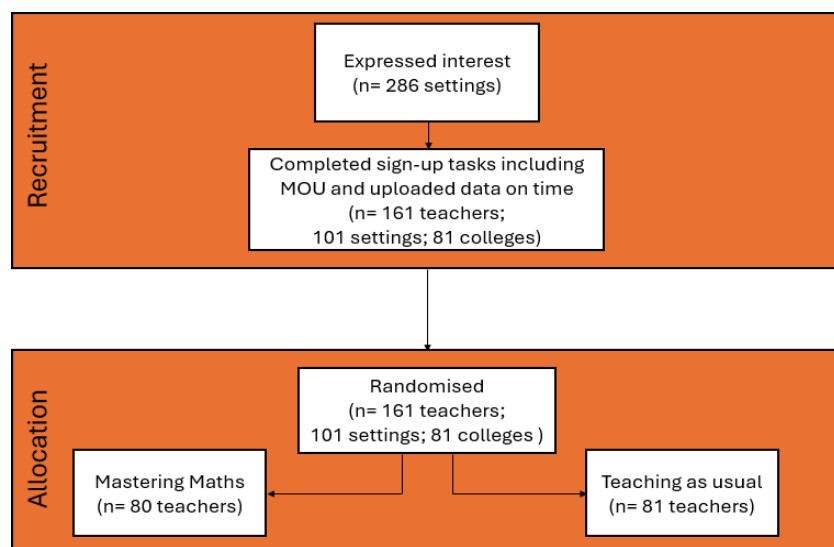 Recruitment
Expressed interest
(n= 286 settings)
Completed sign-up tasks including
MOU and uploaded data on time
(n= 161 teachers;
101 settings; 81 colleges)
Allocation
Randomised
(n= 161 teachers;
101 settings; 81 colleges )
Mastering Maths
(n= 80 teachers)
Teaching as usual
(n= 81 teachers)